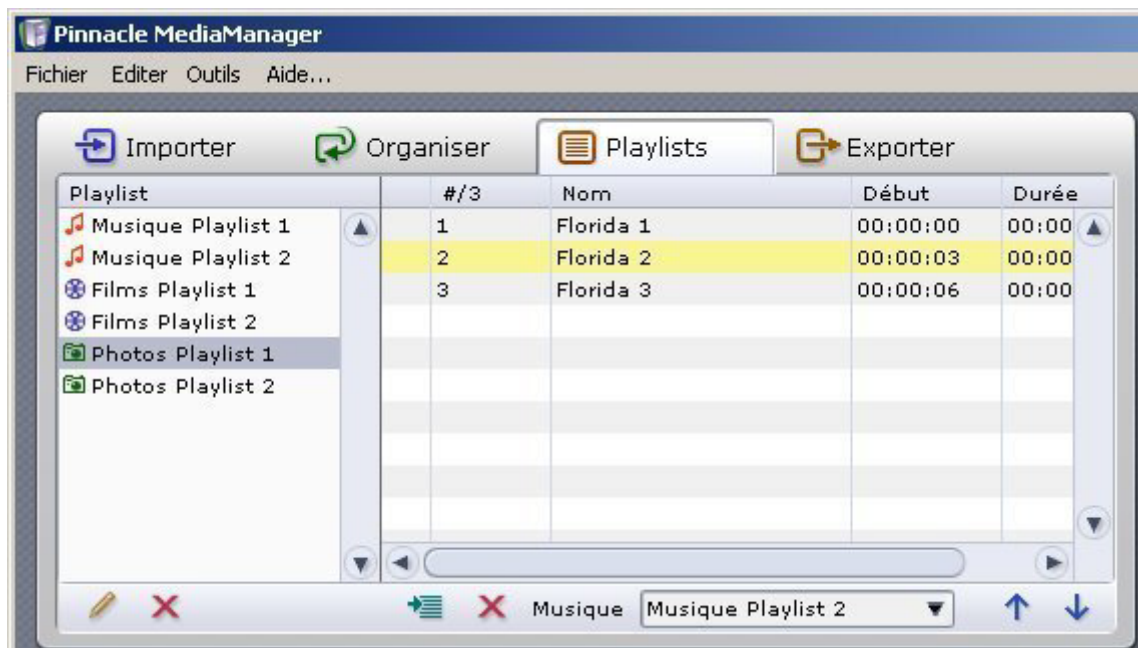 Pinnacle MediaManager
Fichier Editer Outils Aide...
Importer Organiser Playlists Exporter
Playlist #/3 Nom Début Durée
Musique Playlist 1 1 Florida 1 00:00:00 00:00
Musique Playlist 2 2 Florida 2 00:00:03 00:00
Films Playlist 1 3 Florida 3 00:00:06 00:00
Films Playlist 2
Photos Playlist 1
Photos Playlist 2
Musique Musique Playlist 2